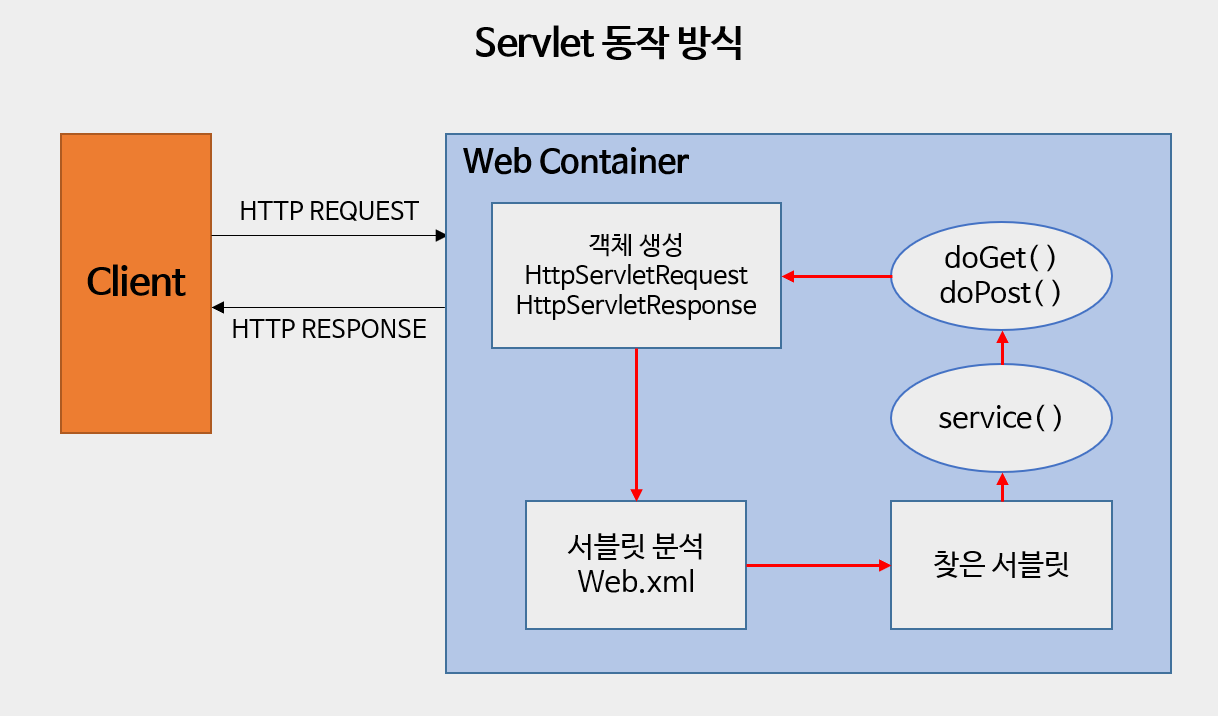 Servlet 동작 방식
Client
HTTP REQUEST
HTTP RESPONSE
Web Container
객체 생성
HttpServletRequest
HttpServletResponse
doGet()
doPost()
service()
서블릿 분석
Web.xml
찾은 서블릿